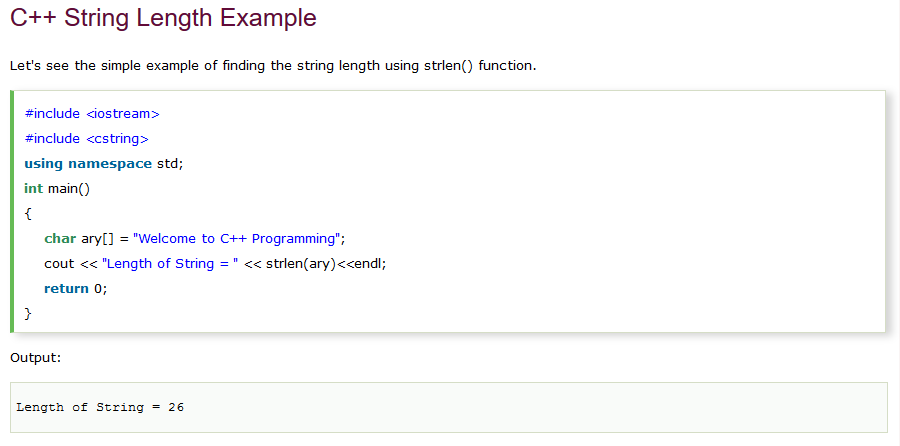 C++ String Length Example
Let's see the simple example of finding the string length using strlen() function.
#include <iostream>
#include <cstring>
using namespace std;
int main()
{
char ary[] = "Welcome to C++ Programming";
cout << "Length of String = " << strlen(ary)<<endl;
return 0;
}
Output:
Length of String = 26